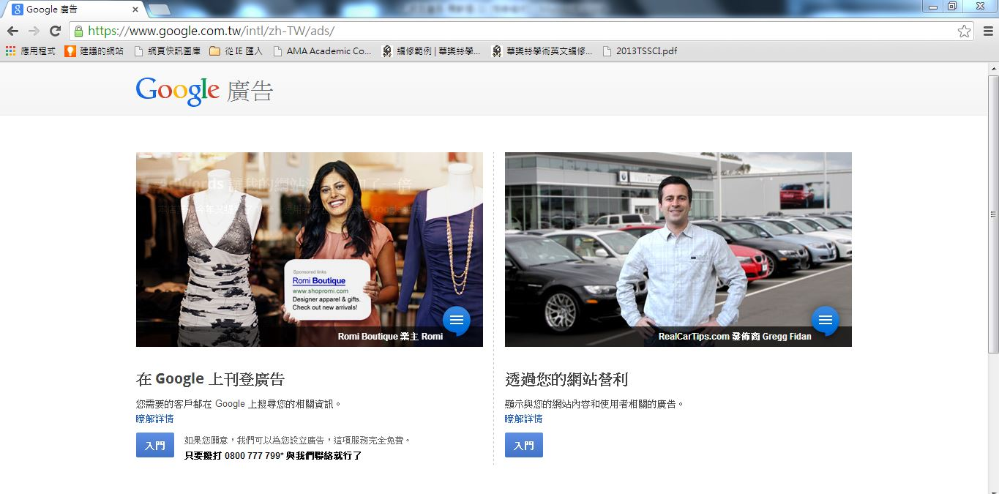 Google 廣告
https://www.google.com.tw/intl/zh-TW/ads/
應用程式 建議的網站 網頁快訊圖庫 從 IE 匯入 AMA Academic Co... 編修範例 | 華樂絲學... 華樂絲學術英文編修... 2013TSSCI.pdf
Google 廣告
AdWords 讓我的網站流量增加了一倍
Sponsored links
Romi Boutique
www.shopromi.com
Designer apparel & gifts.
Check out new arrivals!
Romi Boutique 業主 Romi
RealCarTips.com 發佈商 Gregg Fidan
在 Google 上刊登廣告
您需要的客戶都在 Google 上搜尋您的相關資訊。
瞭解詳情
入門
如果您願意，我們可以為您設立廣告，這項服務完全免費。
只要撥打 0800 777 799* 與我們聯絡就行了
透過您的網站營利
顯示與您的網站內容和使用者相關的廣告。
瞭解詳情
入門